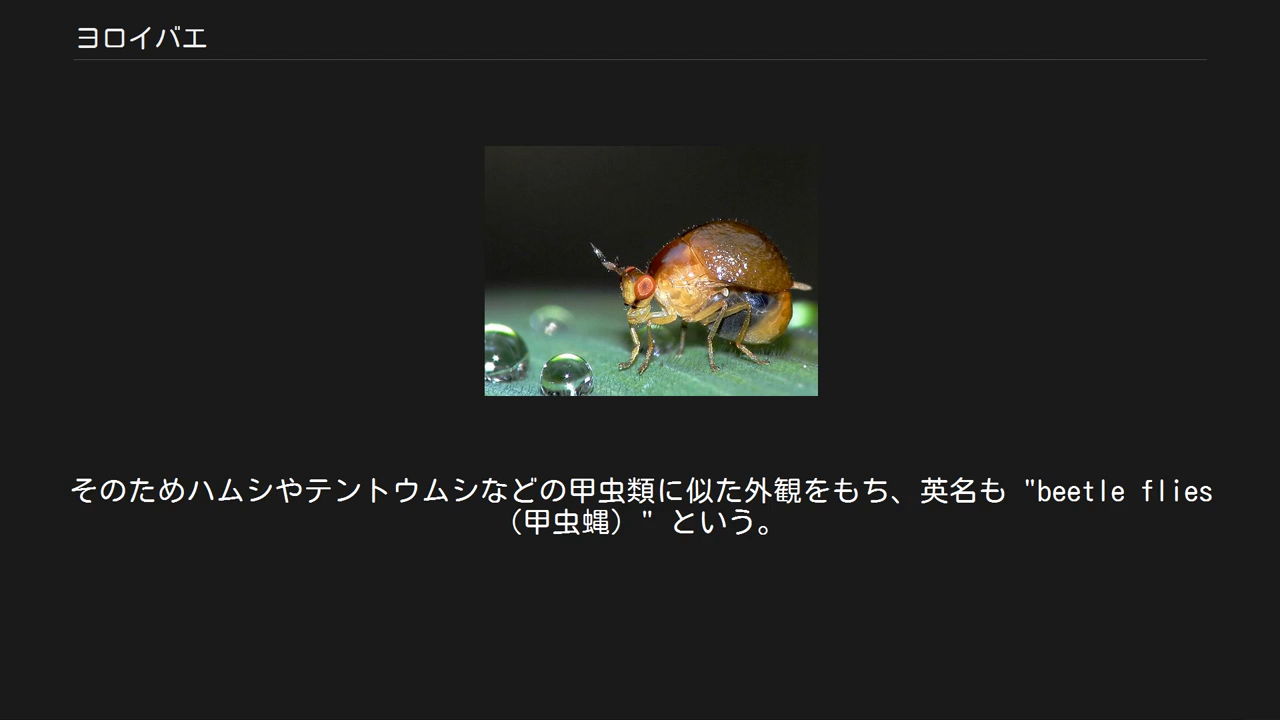 ヨロイバエ
そのためハムシやテントウムシなどの甲虫類に似た外観をもち、英名も "beetle flies
（甲虫蝿）" という。